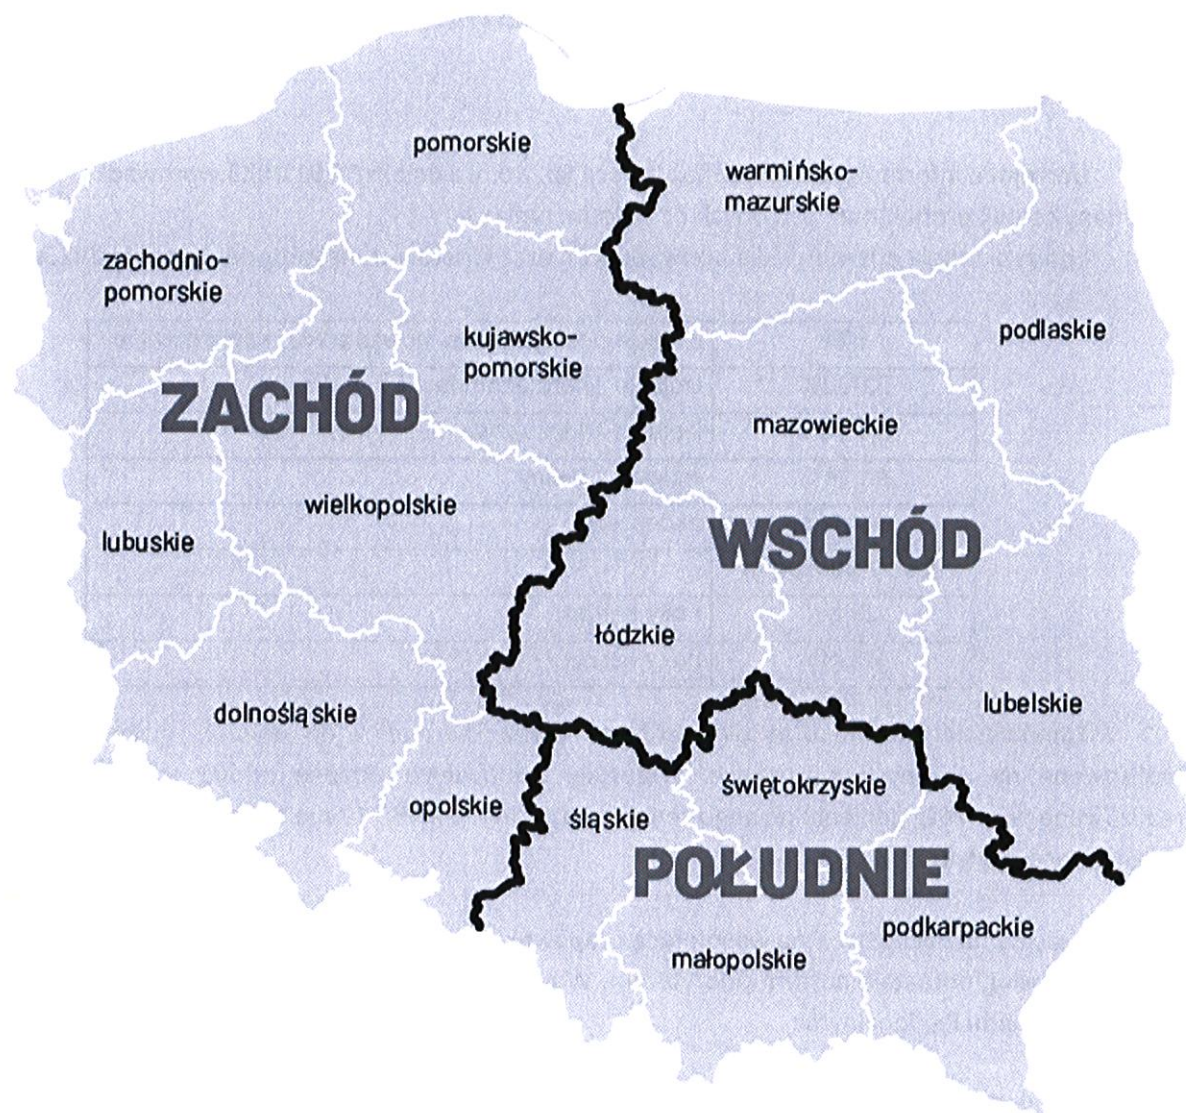 pomorskie
warmińsko-
mazurskie
zachodnio-
pomorskie
kujawsko-
pomorskie
podlaskie
ZACHÓD
mazowieckie
wielkopolskie
lubuskie
WSCHÓD
łódzkie
dolnośląskie
lubelskie
opolskie
śląskie
świętokrzyskie
POŁUDNIE
podkarpackie
małopolskie